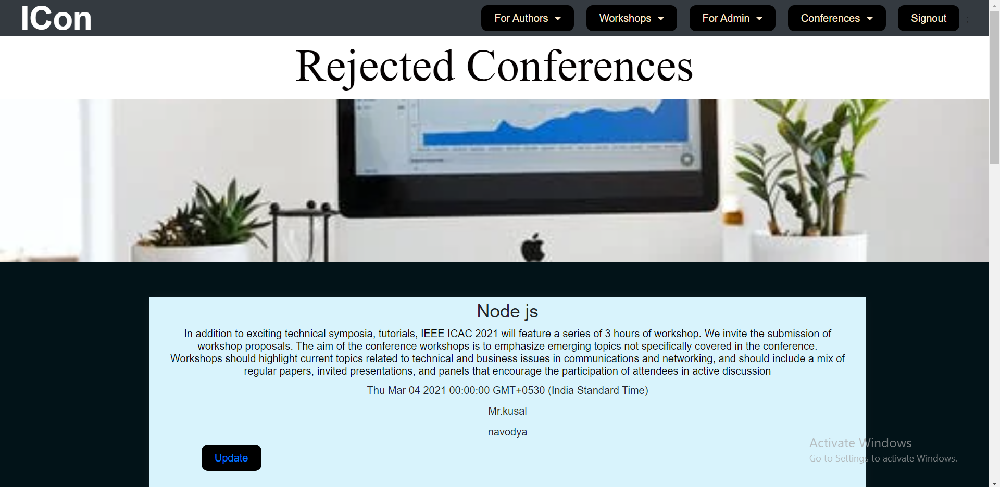 ICon
For Authors
Workshops
For Admin
Conferences
Signout
;
Rejected Conferences
Node js
In addition to exciting technical symposia, tutorials, IEEE ICAC 2021 will feature a series of 3 hours of workshop. We invite the submission of
workshop proposals. The aim of the conference workshops is to emphasize emerging topics not specifically covered in the conference.
Workshops should highlight current topics related to technical and business issues in communications and networking, and should include a mix of
regular papers, invited presentations, and panels that encourage the participation of attendees in active discussion
Thu Mar 04 2021 00:00:00 GMT+0530 (India Standard Time)
Mr.kusal
navodya
Update
Activate Windows
Go to Settings to activate Windows.